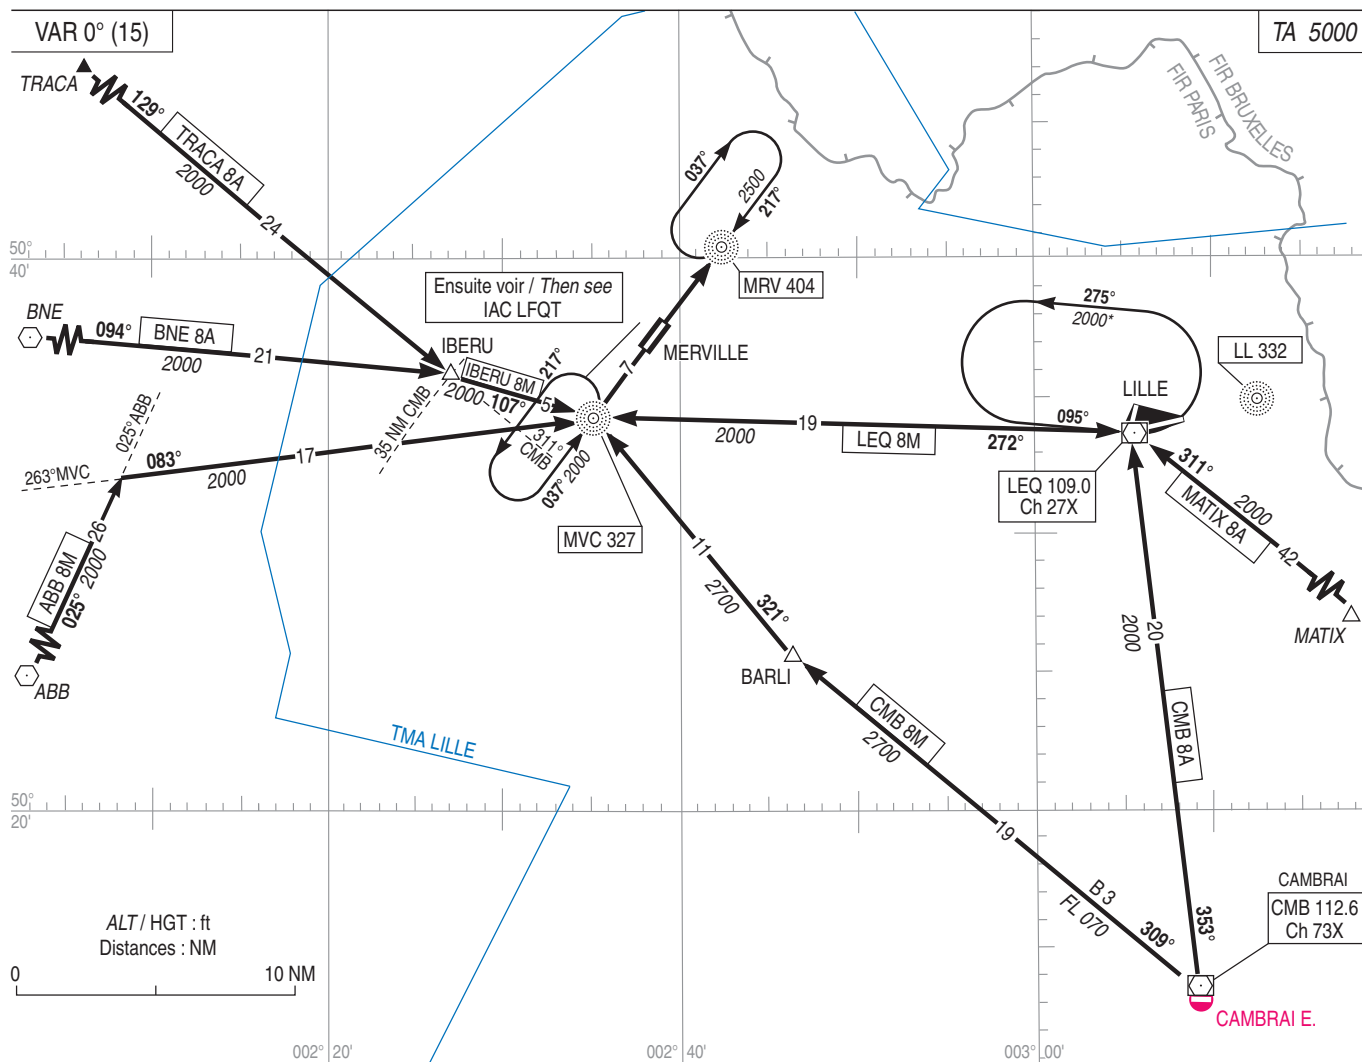 VAR 0° (15)
TA 5000
TRACA
129°
TRACA 8A
2000
24
FIR PARIS
FIR BRUXELLES
037°
2500
217°
50°
40'
MRV 404
Ensuite voir / Then see
IAC LFQT
BNE
094°
BNE 8A
2000
21
IBERU
IBERU 8M
2000
107°
5
217°
7
MERVILLE
275°
2000*
LL 332
LILLE
095°
35 NM CMB
311°
CMB
037°
2000
2000
19
LEQ 8M
272°
025°ABB
263°MVC
083°
2000
17
MVC 327
LEQ 109.0
Ch 27X
311°
2000
MATIX 8A
42
MATIX
26
ABB 8M
2000
025°
ABB
11
2700
321°
BARLI
20
2000
CMB 8A
353°
TMA LILLE
CMB 8M
2700
50°
20'
19
B 3
FL 070
309°
CAMBRAI
CMB 112.6
Ch 73X
CAMBRAI E.
ALT / HGT : ft
Distances : NM
0
10 NM
002° 20'
002° 40'
003° 00'